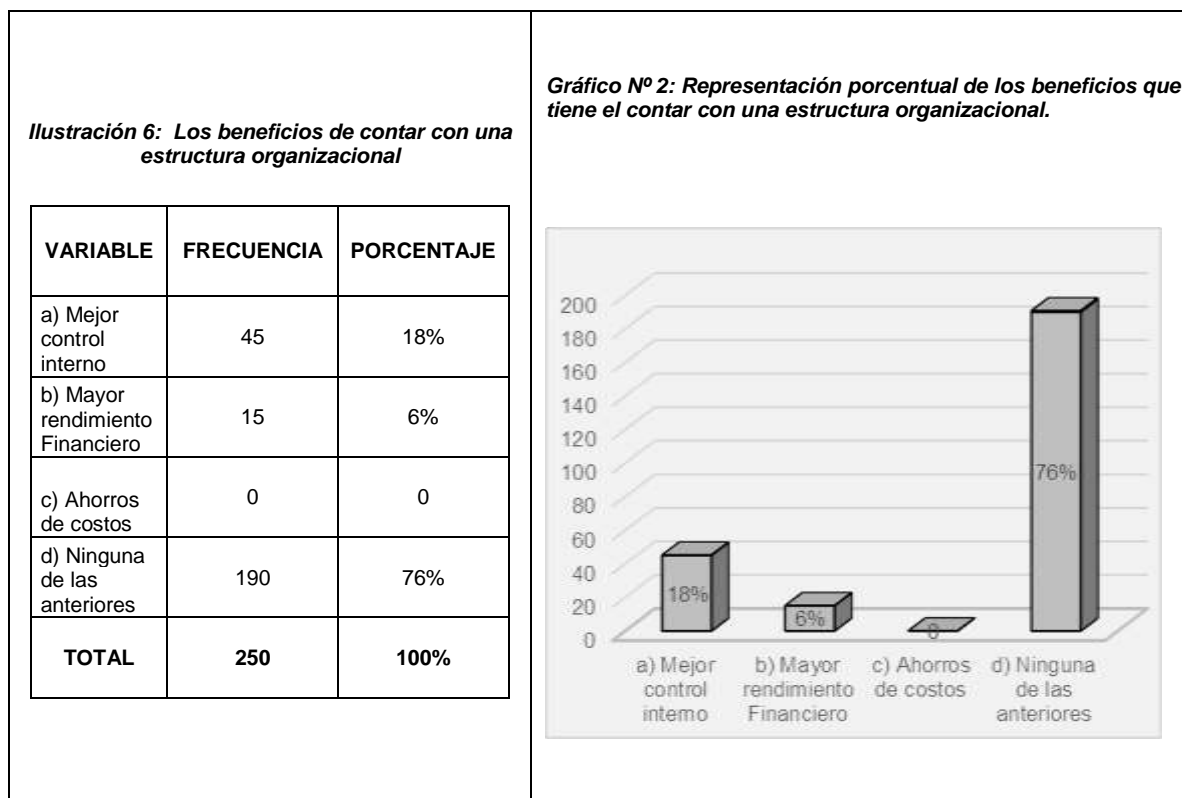 Ilustración 6:  Los beneficios de contar con una
estructura organizacional
VARIABLE FRECUENCIA PORCENTAJE
a) Mejor
control
interno
45 18%
b) Mayor
rendimiento
Financiero
15 6%
c) Ahorros
de costos
0 0
d) Ninguna
de las
anteriores
190 76%
TOTAL 250 100%
Gráfico Nº 2: Representación porcentual de los beneficios que
tiene el contar con una estructura organizacional.
200
180
160
140
120
100
80
60
40
20
0
18%
6%
0
76%
a) Mejor
control
interno
b) Mayor
rendimiento
Financiero
c) Ahorros
de costos
d) Ninguna
de las
anteriores